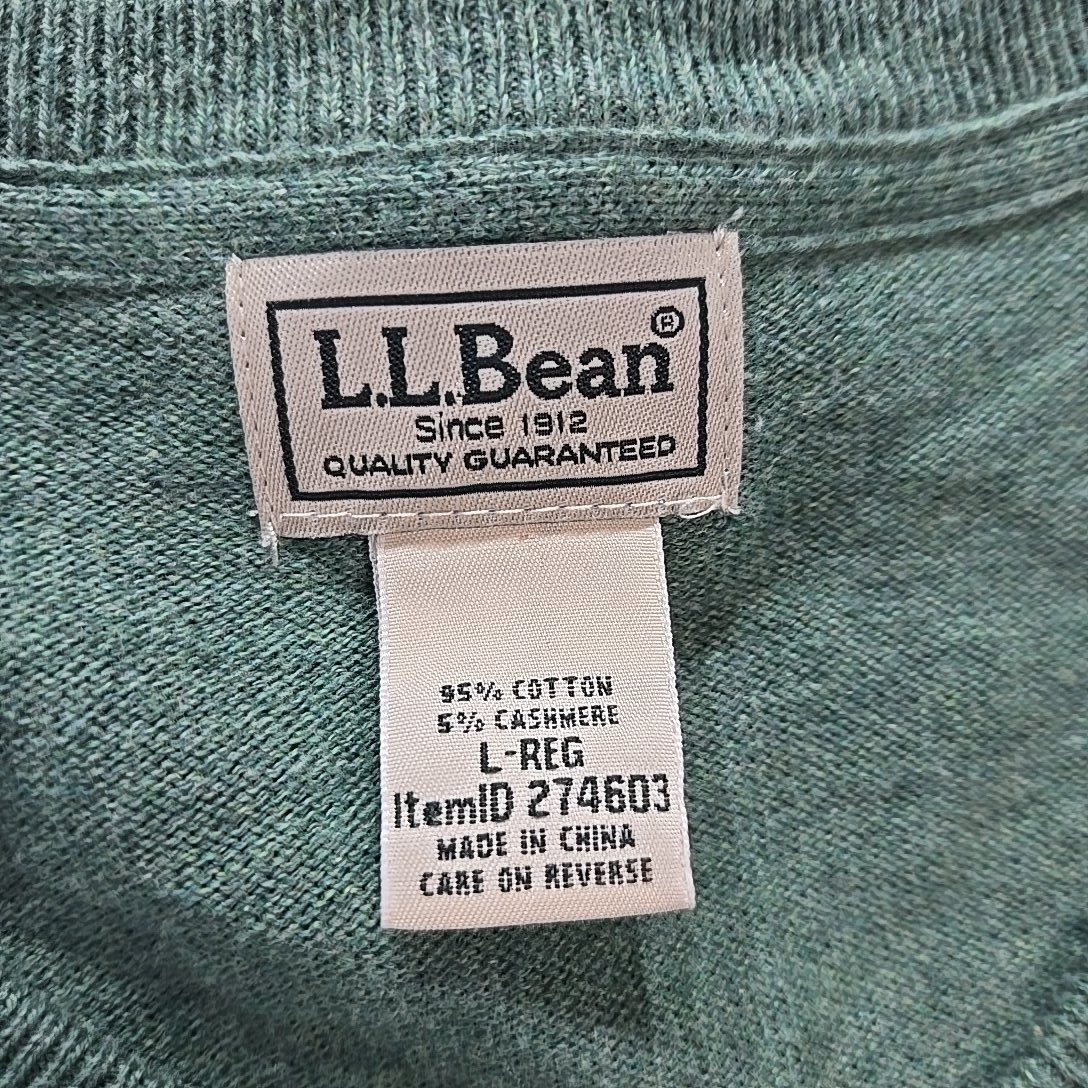 L.L.Bean®
Since 1912
QUALITY GUARANTEED
95% COTTON
5% CASHMERE
L-REG
ItemID 274603
MADE IN CHINA
CARE ON REVERSE